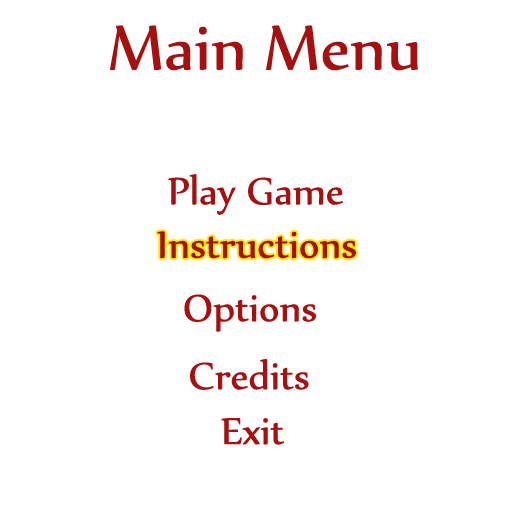 Main Menu
Play Game
Instructions
Options
Credits
Exit